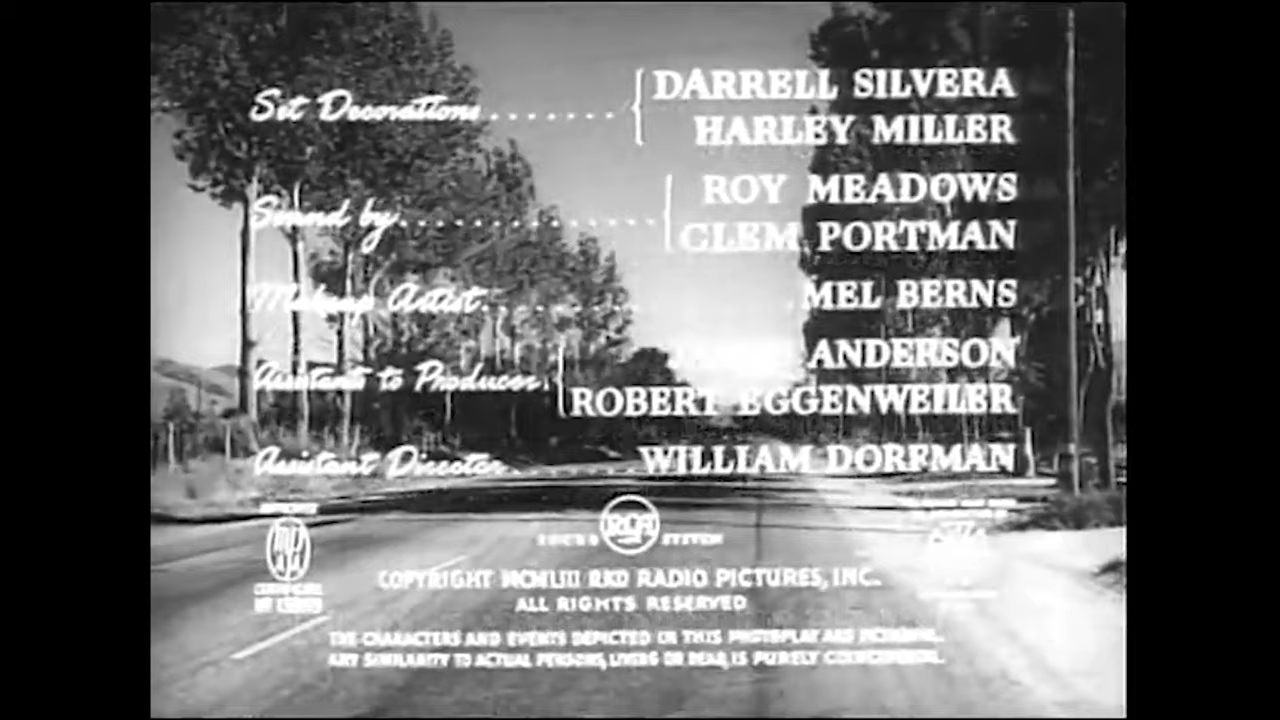 Set Decorations.......{ DARRELL SILVERA
HARLEY MILLER
Sound by..............{ ROY MEADOWS
CLEM PORTMAN
Makeup Artist.......... MEL BERNS
ANDERSON
Assistants to Producer.{ ROBERT EGGENWEILER
Assistant Director....... WILLIAM DORFMAN
RCA
SOUND SYSTEM
COPYRIGHT MCMLIII RKO RADIO PICTURES, INC.
ALL RIGHTS RESERVED
THE CHARACTERS AND EVENTS DEPICTED IN THIS PHOTOPLAY ARE FICTIONAL.
ANY SIMILARITY TO ACTUAL PERSONS, LIVING OR DEAD, IS PURELY COINCIDENTAL.